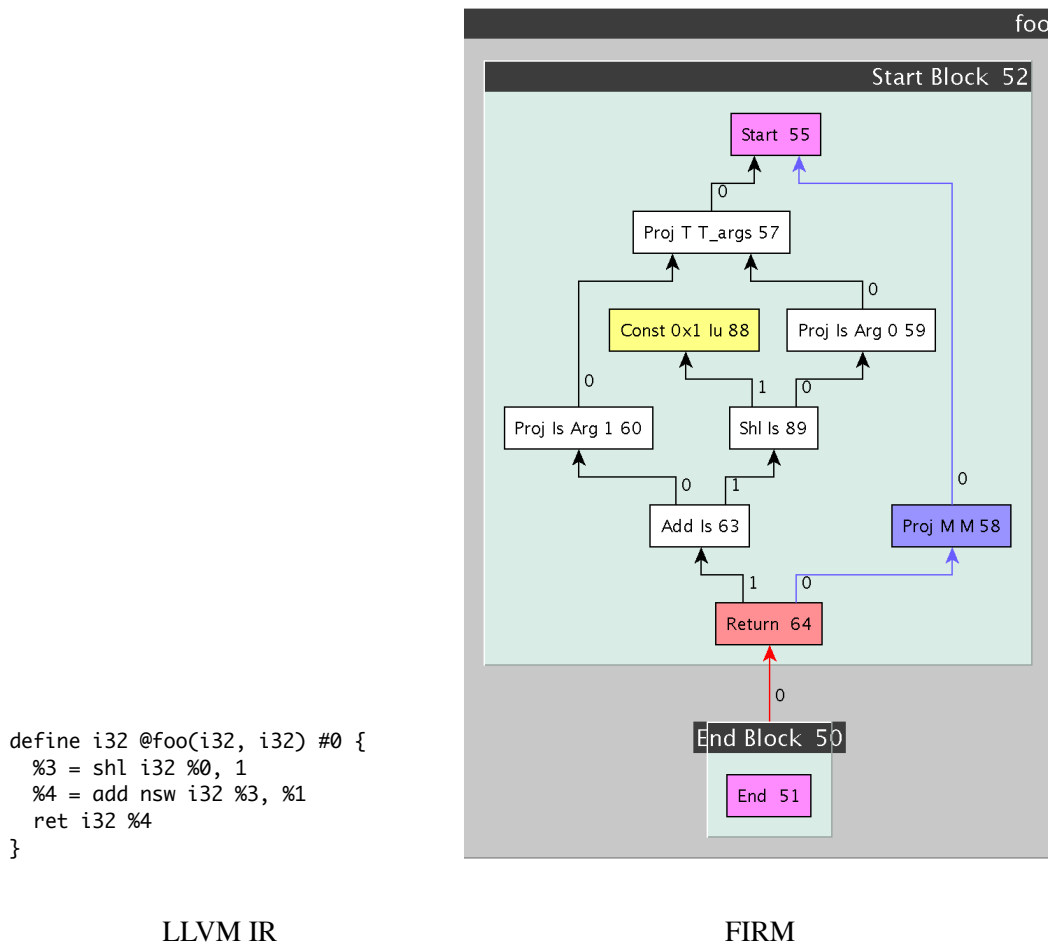 foo
Start Block 52
Start 55
0
Proj T T_args 57
0
Const 0x1 Iu 88
Proj Is Arg 0 59
0
1
0
Proj Is Arg 1 60
Shl Is 89
0
1
0
Add Is 63
Proj M M 58
1
0
Return 64
0
End Block 50
End 51
define i32 @foo(i32, i32) #0 {
%3 = shl i32 %0, 1
%4 = add nsw i32 %3, %1
ret i32 %4
}
LLVM IR
FIRM